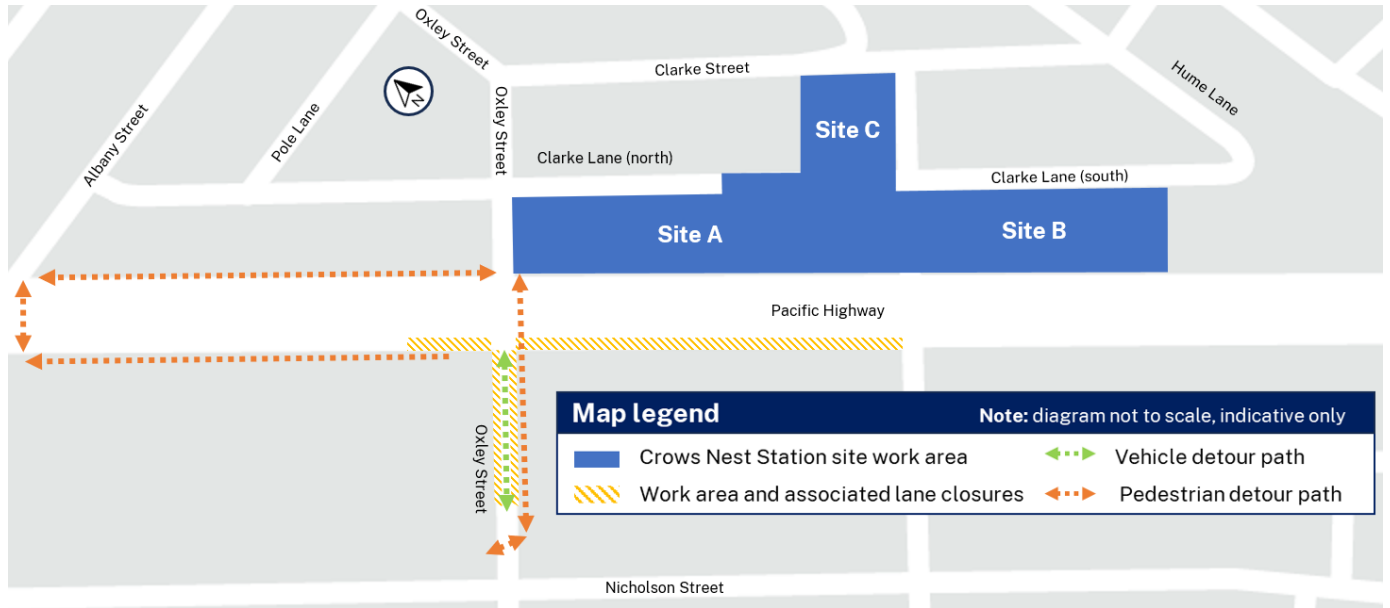 Oxley Street
Clarke Street
Hume Lane
Oxley Street
Albany Street
Pole Lane
N
Site C
Clarke Lane (north)
Clarke Lane (south)
Site A
Site B
Pacific Highway
Oxley Street
Map legend
Note: diagram not to scale, indicative only
Crows Nest Station site work area
Vehicle detour path
Work area and associated lane closures
Pedestrian detour path
Nicholson Street